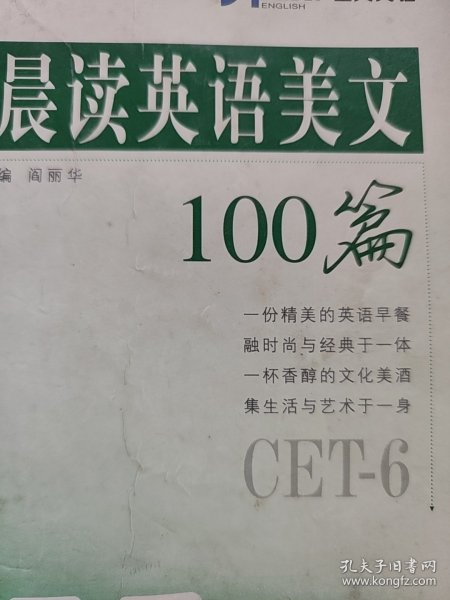 ENGLISH
晨读英语美文
编 阎丽华
100篇
一份精美的英语早餐
融时尚与经典于一体
一杯香醇的文化美酒
集生活与艺术于一身
CET-6
孔夫子旧书网
www.kongfz.com